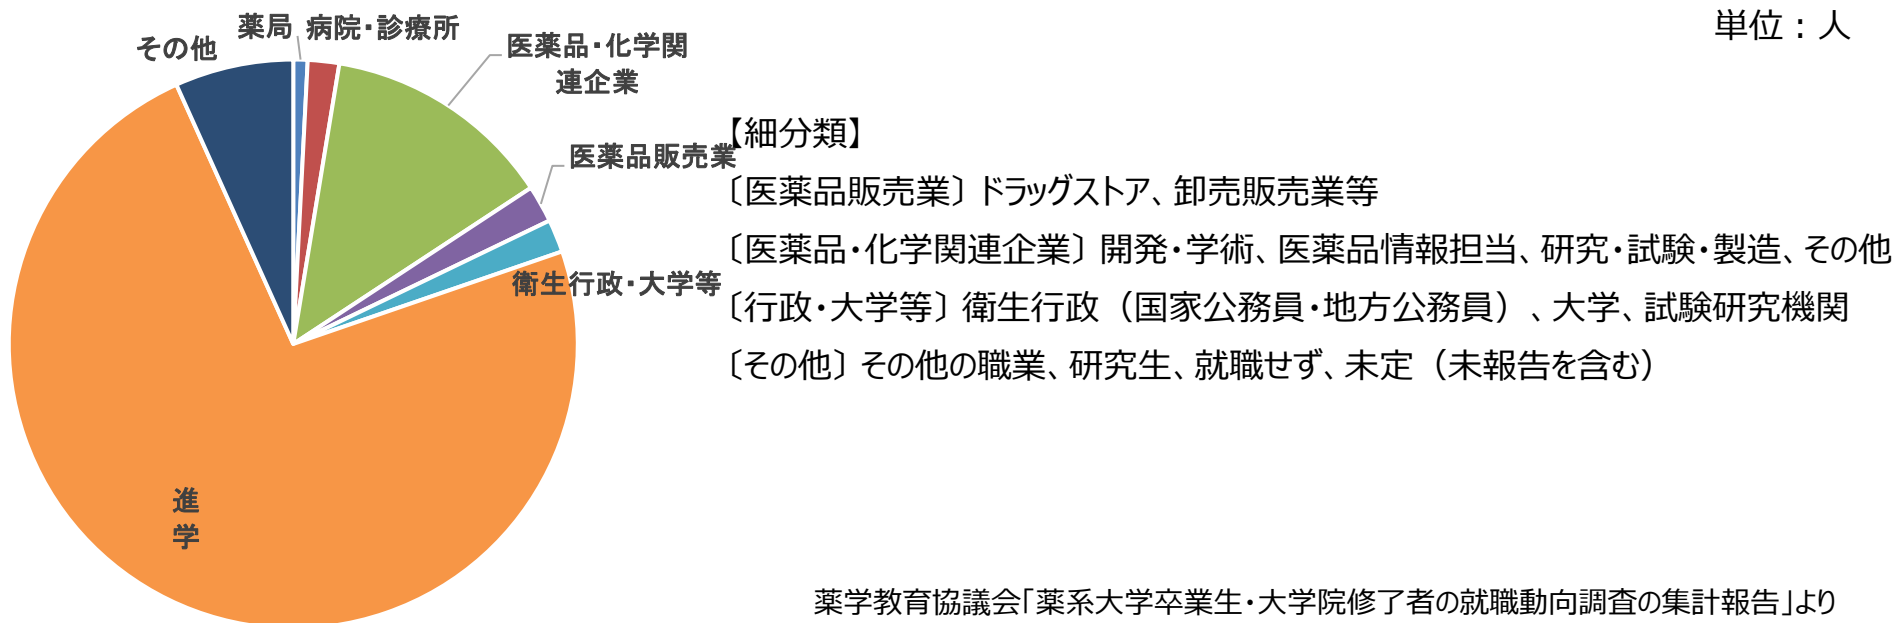 単位：人
薬局
病院・診療所
その他
医薬品・化学関
連企業
医薬品販売業
衛生行政・大学等
進
学
【細分類】
〔医薬品販売業〕ドラッグストア、卸売販売業等
〔医薬品・化学関連企業〕開発・学術、医薬品情報担当、研究・試験・製造、その他
〔行政・大学等〕衛生行政（国家公務員・地方公務員）、大学、試験研究機関
〔その他〕その他の職業、研究生、就職せず、未定（未報告を含む）
薬学教育協議会「薬系大学卒業生・大学院修了者の就職動向調査の集計報告」より